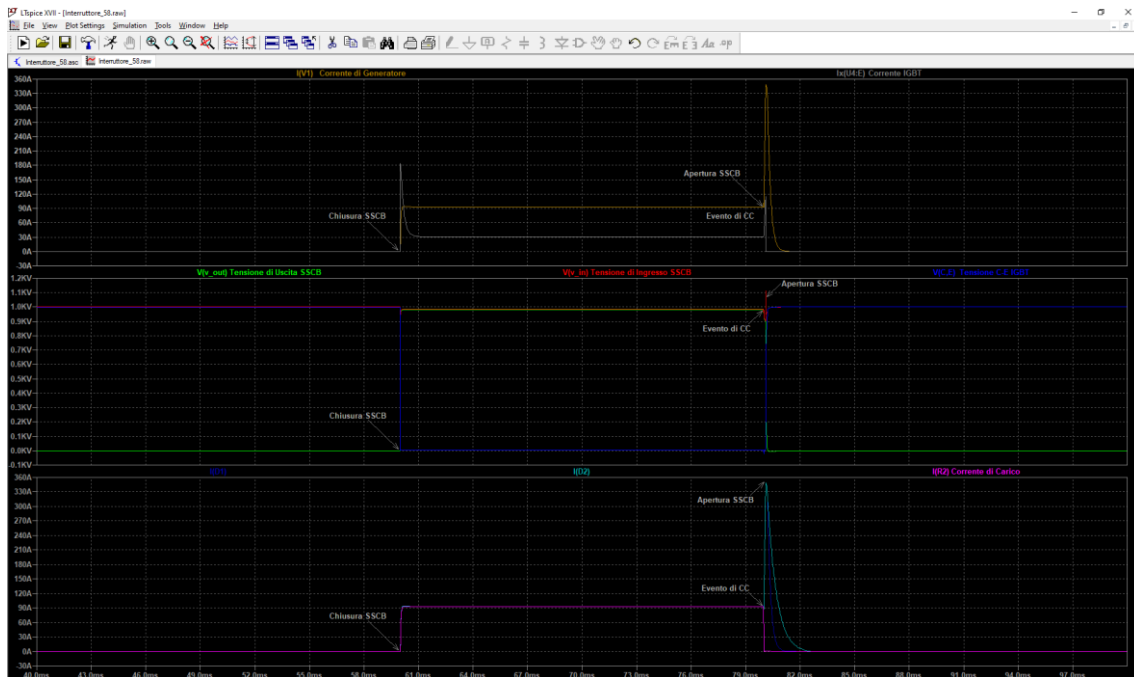 LTspice XVII - [Interruttore_58.raw]
File View Plot Settings Simulation Tools Window Help
Interruttore_58.asc Interruttore_58.raw
I(V1) Corrente di Generatore Ix(U4:E) Corrente IGBT
360A
330A
300A
270A
240A
210A
180A
150A
120A
90A
60A
30A
0A
-30A
Chiusura SSCB
Apertura SSCB
Evento di CC
V(v_out) Tensione di Uscita SSCB V(v_in) Tensione di Ingresso SSCB V(C,E) Tensione C-E IGBT
1.2KV
1.1KV
1.0KV
0.9KV
0.8KV
0.7KV
0.6KV
0.5KV
0.4KV
0.3KV
0.2KV
0.1KV
0.0KV
-0.1KV
Apertura SSCB
Evento di CC
Chiusura SSCB
I(D2) I(R2) Corrente di Carico
360A
330A
300A
270A
240A
210A
180A
150A
120A
90A
60A
30A
0A
-30A
Apertura SSCB
Evento di CC
Chiusura SSCB
40.0ms 43.0ms 46.0ms 49.0ms 52.0ms 55.0ms 58.0ms 61.0ms 64.0ms 67.0ms 70.0ms 73.0ms 76.0ms 79.0ms 82.0ms 85.0ms 88.0ms 91.0ms 94.0ms 97.0ms